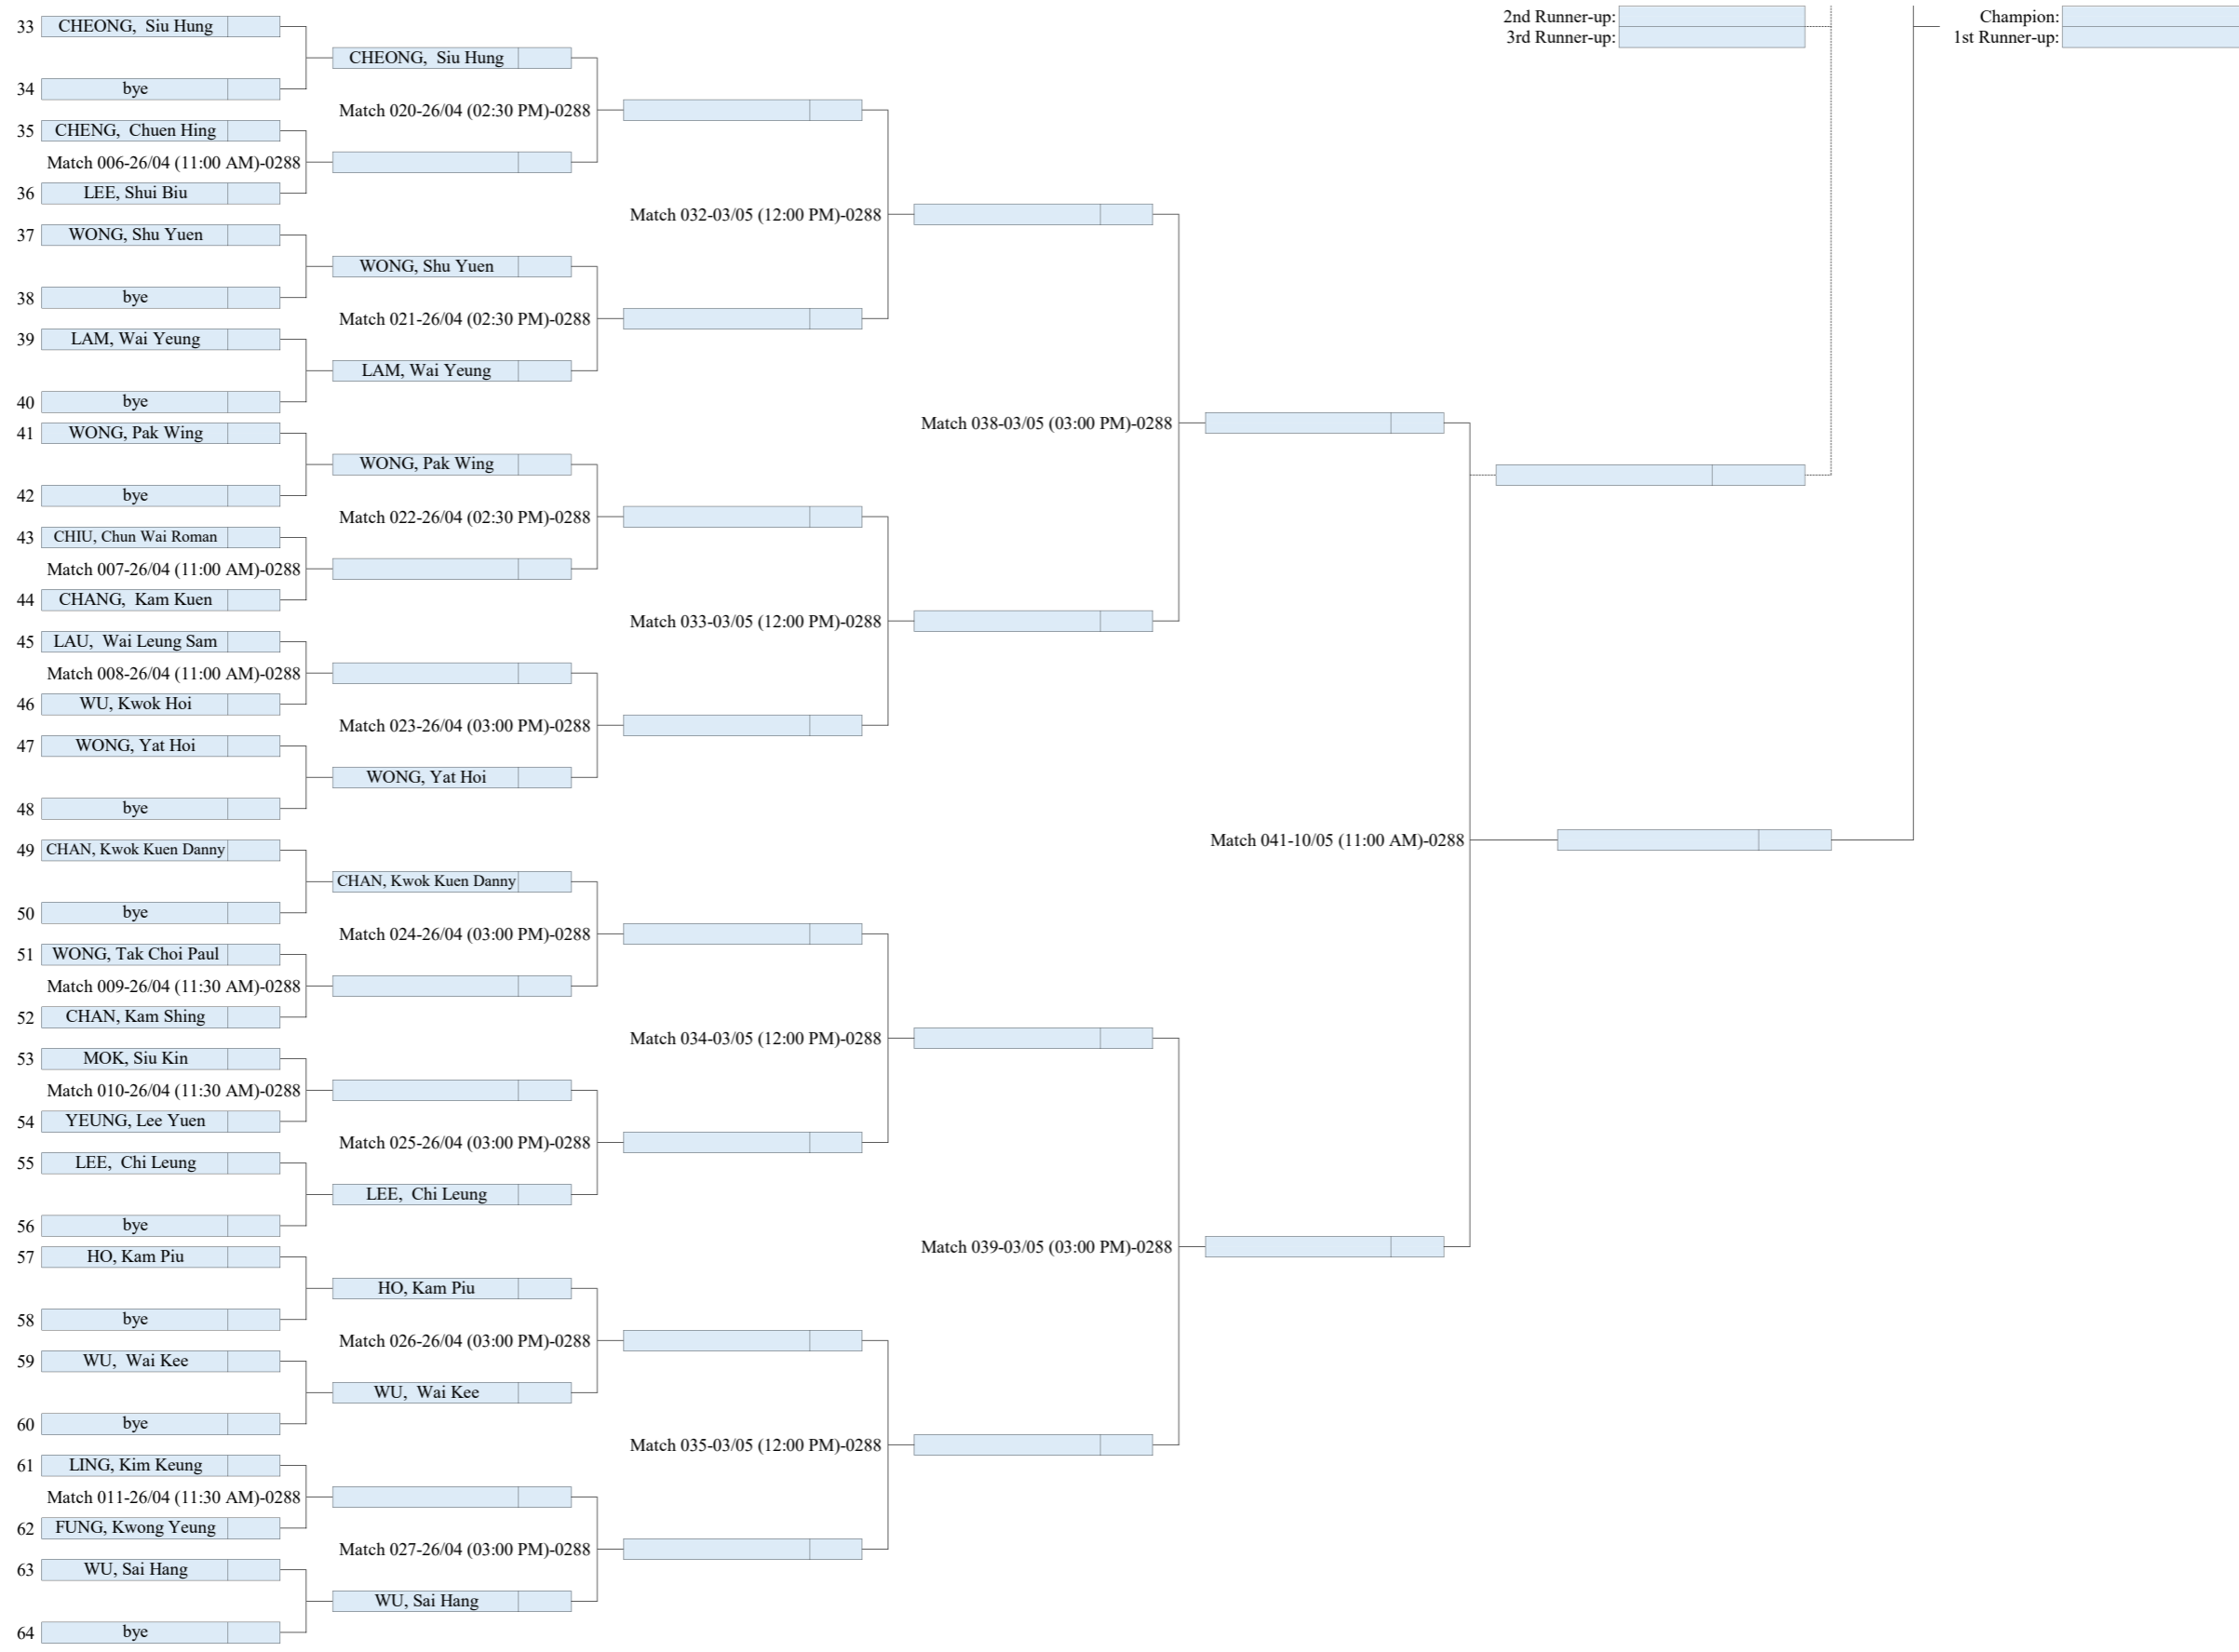 2nd Runner-up:
Champion:
3rd Runner-up:
1st Runner-up:
33 CHEONG, Siu Hung
CHEONG, Siu Hung
34 bye
Match 020-26/04 (02:30 PM)-0288
35 CHENG, Chuen Hing
Match 006-26/04 (11:00 AM)-0288
36 LEE, Shui Biu
Match 032-03/05 (12:00 PM)-0288
37 WONG, Shu Yuen
WONG, Shu Yuen
38 bye
Match 021-26/04 (02:30 PM)-0288
39 LAM, Wai Yeung
LAM, Wai Yeung
40 bye
Match 038-03/05 (03:00 PM)-0288
41 WONG, Pak Wing
WONG, Pak Wing
42 bye
Match 022-26/04 (02:30 PM)-0288
43 CHIU, Chun Wai Roman
Match 007-26/04 (11:00 AM)-0288
44 CHANG, Kam Kuen
Match 033-03/05 (12:00 PM)-0288
45 LAU, Wai Leung Sam
Match 008-26/04 (11:00 AM)-0288
46 WU, Kwok Hoi
Match 023-26/04 (03:00 PM)-0288
47 WONG, Yat Hoi
WONG, Yat Hoi
48 bye
Match 041-10/05 (11:00 AM)-0288
49 CHAN, Kwok Kuen Danny
CHAN, Kwok Kuen Danny
50 bye
Match 024-26/04 (03:00 PM)-0288
51 WONG, Tak Choi Paul
Match 009-26/04 (11:30 AM)-0288
52 CHAN, Kam Shing
Match 034-03/05 (12:00 PM)-0288
53 MOK, Siu Kin
Match 010-26/04 (11:30 AM)-0288
54 YEUNG, Lee Yuen
Match 025-26/04 (03:00 PM)-0288
55 LEE, Chi Leung
LEE, Chi Leung
56 bye
Match 039-03/05 (03:00 PM)-0288
57 HO, Kam Piu
HO, Kam Piu
58 bye
Match 026-26/04 (03:00 PM)-0288
59 WU, Wai Kee
WU, Wai Kee
60 bye
Match 035-03/05 (12:00 PM)-0288
61 LING, Kim Keung
Match 011-26/04 (11:30 AM)-0288
62 FUNG, Kwong Yeung
Match 027-26/04 (03:00 PM)-0288
63 WU, Sai Hang
WU, Sai Hang
64 bye